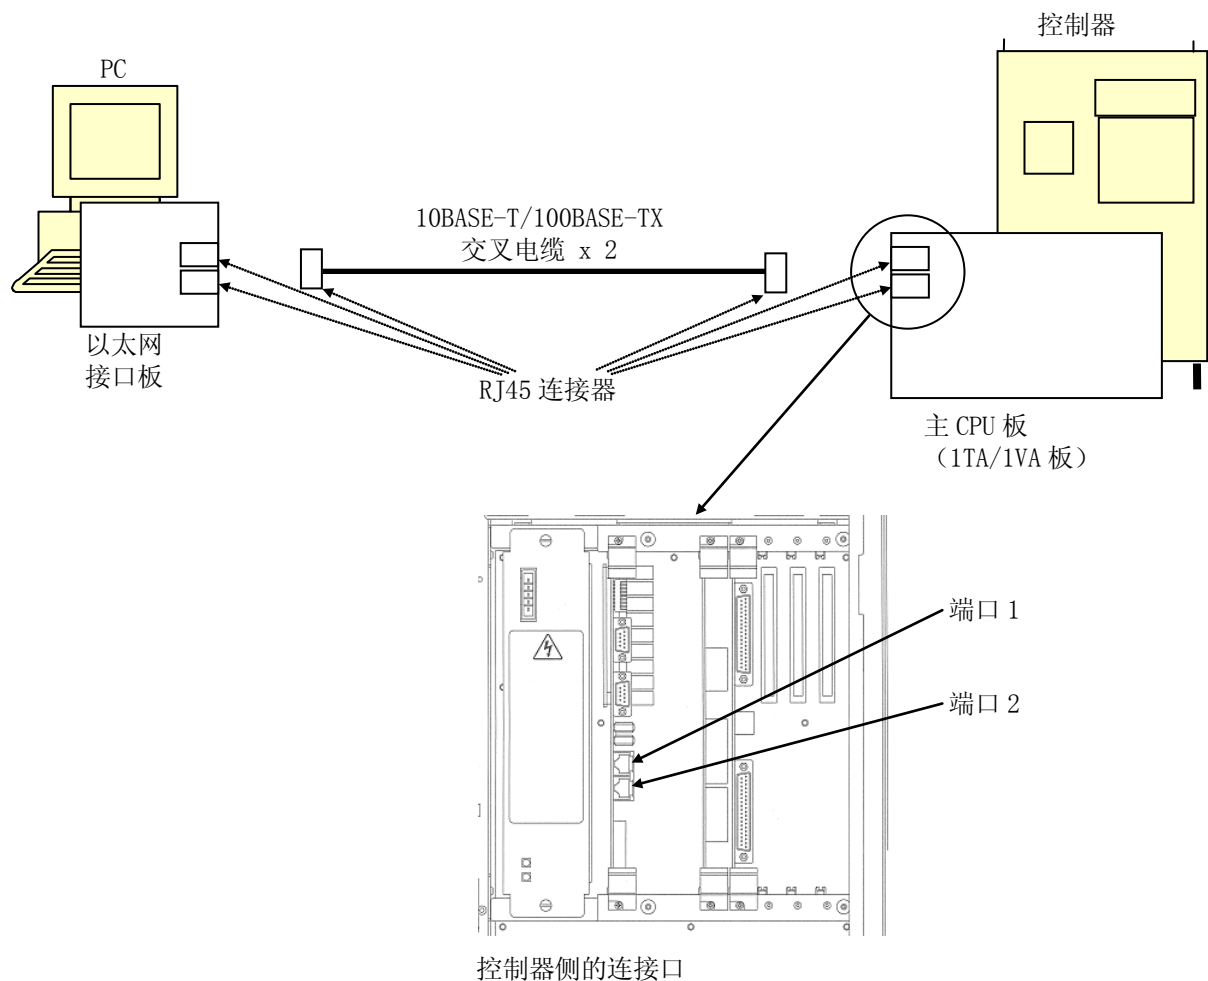 控制器
PC
10BASE-T/100BASE-TX
交叉电缆 x 2
以太网
接口板
RJ45 连接器
主 CPU 板
（1TA/1VA 板）
端口 1
端口 2
控制器侧的连接口